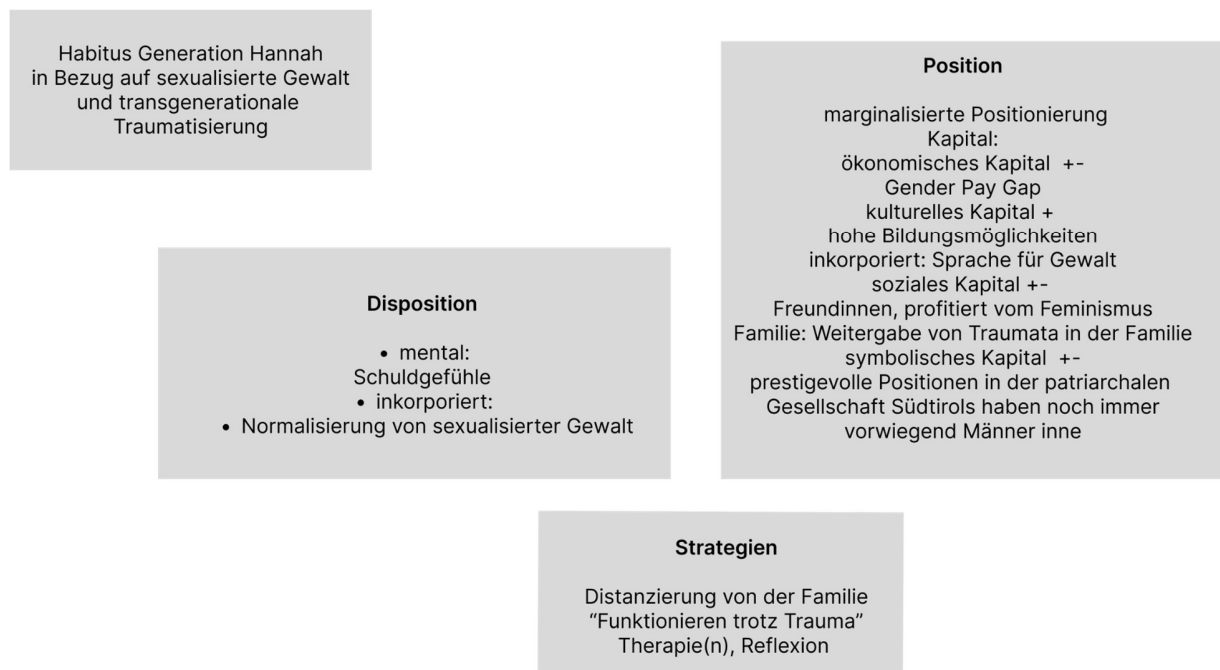 Habitus Generation Hannah
in Bezug auf sexualisierte Gewalt
und transgenerationale
Traumatisierung
Position
marginalisierte Positionierung
Kapital:
ökonomisches Kapital +-
Gender Pay Gap
kulturelles Kapital +
hohe Bildungsmöglichkeiten
inkorporiert: Sprache für Gewalt
soziales Kapital +-
Freundinnen, profitiert vom Feminismus
Familie: Weitergabe von Traumata in der Familie
symbolisches Kapital +-
prestigevolle Positionen in der patriarchalen
Gesellschaft Südtirols haben noch immer
vorwiegend Männer inne
Disposition
• mental:
Schuldgefühle
• inkorporiert:
• Normalisierung von sexualisierter Gewalt
Strategien
Distanzierung von der Familie
“Funktionieren trotz Trauma”
Therapie(n), Reflexion